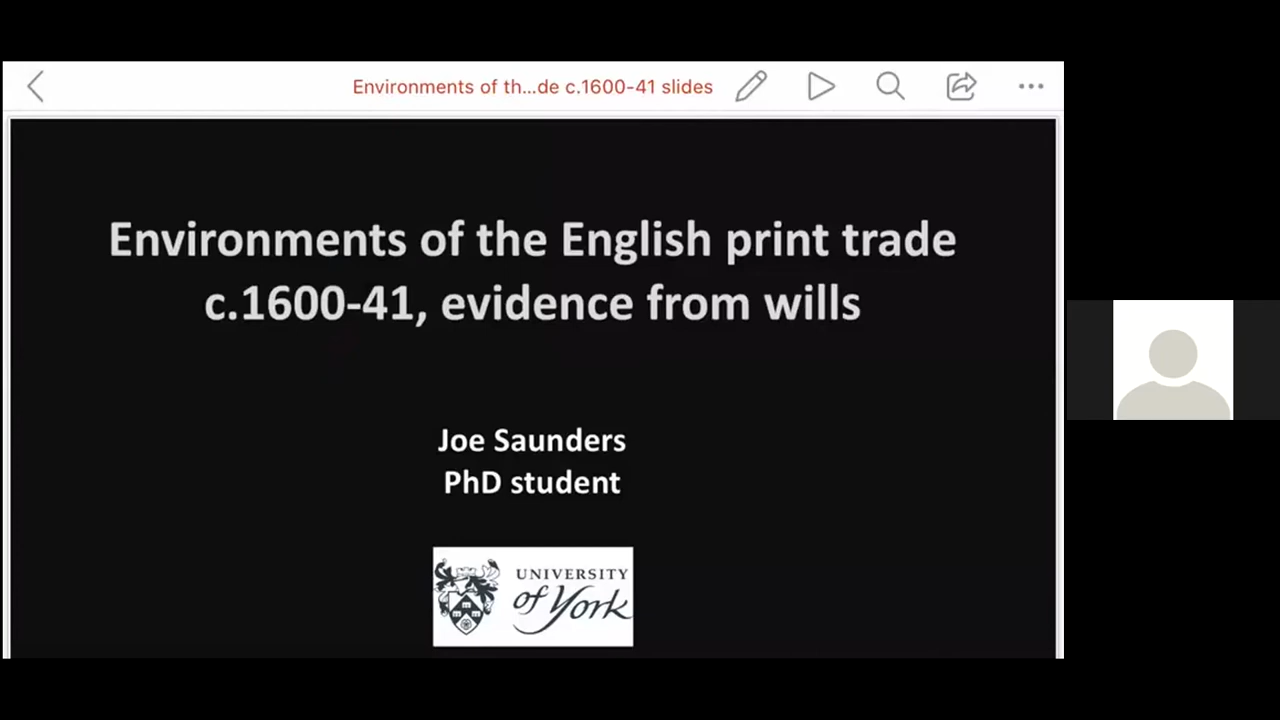 Environments of th...de c.1600-41 slides
Environments of the English print trade
c.1600-41, evidence from wills
Joe Saunders
PhD student
UNIVERSITY
of York